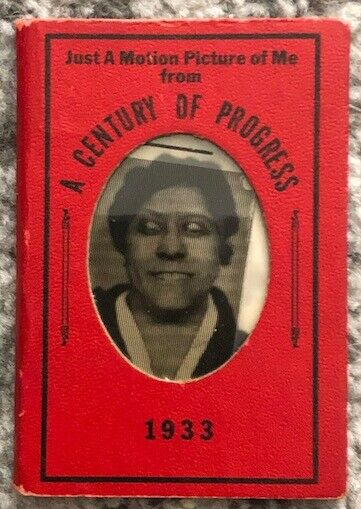 Just A Motion Picture of Me
from
A CENTURY OF PROGRESS
1933